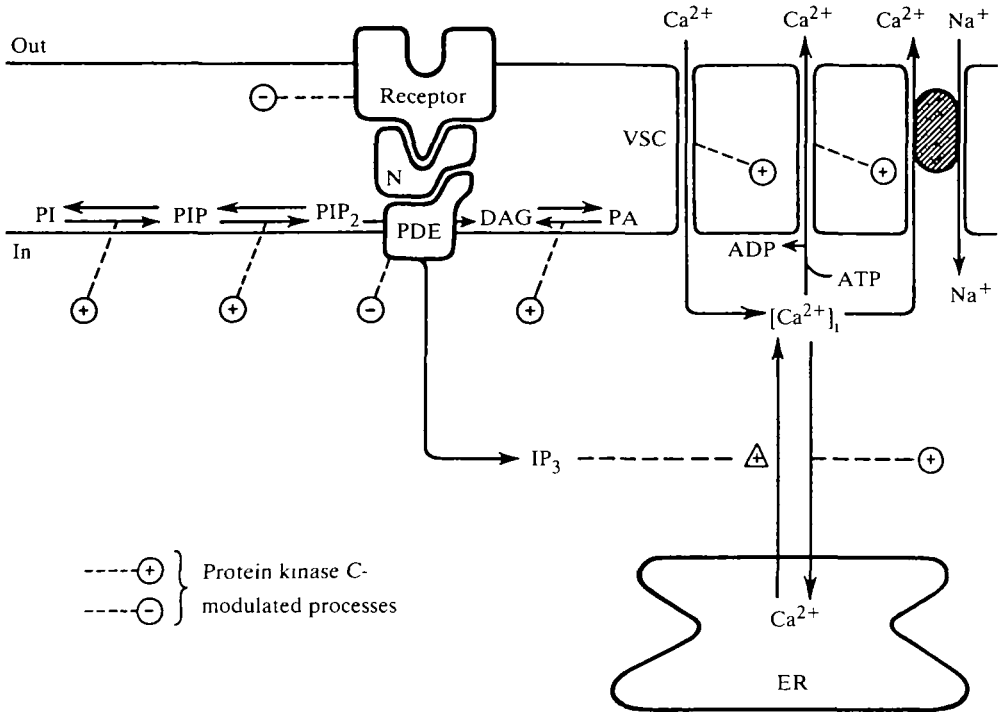 Ca²⁺ Ca²⁺ Ca²⁺ Na⁺
Out
Receptor
−
VSC
+
+
N
PI PIP PIP₂ PDE DAG PA
In
ADP
ATP
Na⁺
+
+
−
+
[Ca²⁺]ᵢ
IP₃
+
+
+
−
Protein kinase C-
modulated processes
Ca²⁺
ER